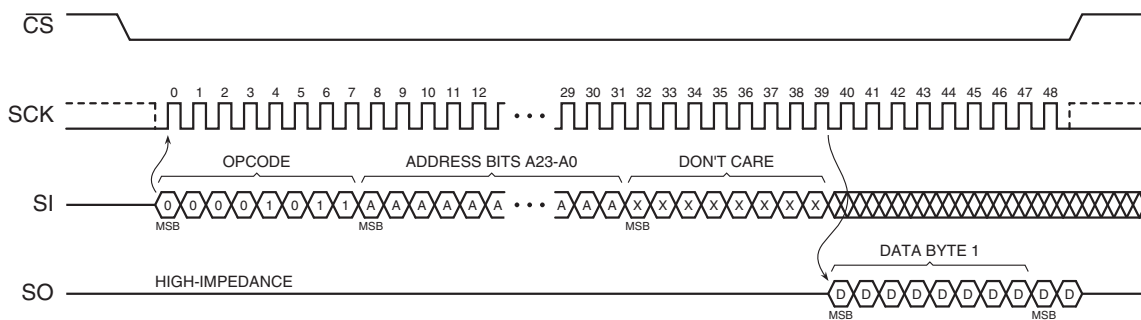 CS
0 1 2 3 4 5 6 7 8 9 10 11 12 29 30 31 32 33 34 35 36 37 38 39 40 41 42 43 44 45 46 47 48
SCK
OPCODE ADDRESS BITS A23-A0 DON'T CARE
SI 0 0 0 0 1 0 1 1 A A A A A A A A A X X X X X X X X
MSB MSB MSB
DATA BYTE 1
HIGH-IMPEDANCE
SO D D D D D D D D D D
MSB MSB